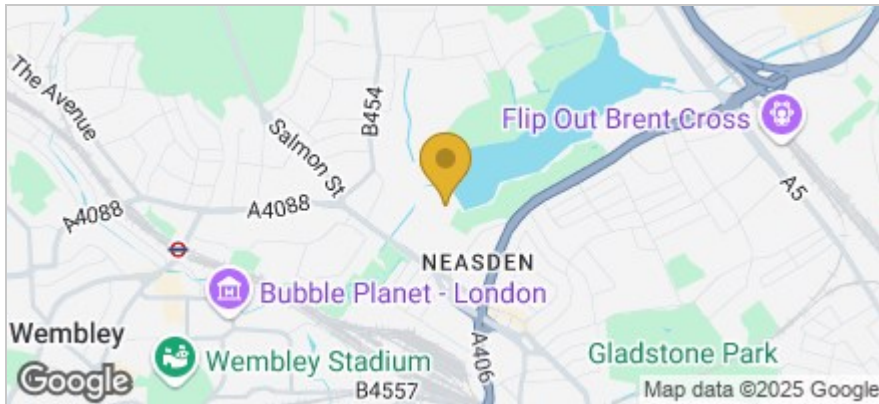 The Avenue
B454
Flip Out Brent Cross
Salmon St
A4088
A4088
A5
NEASDEN
Bubble Planet - London
Wembley
Wembley Stadium
A406
Gladstone Park
B4557
Google
Map data ©2025 Google